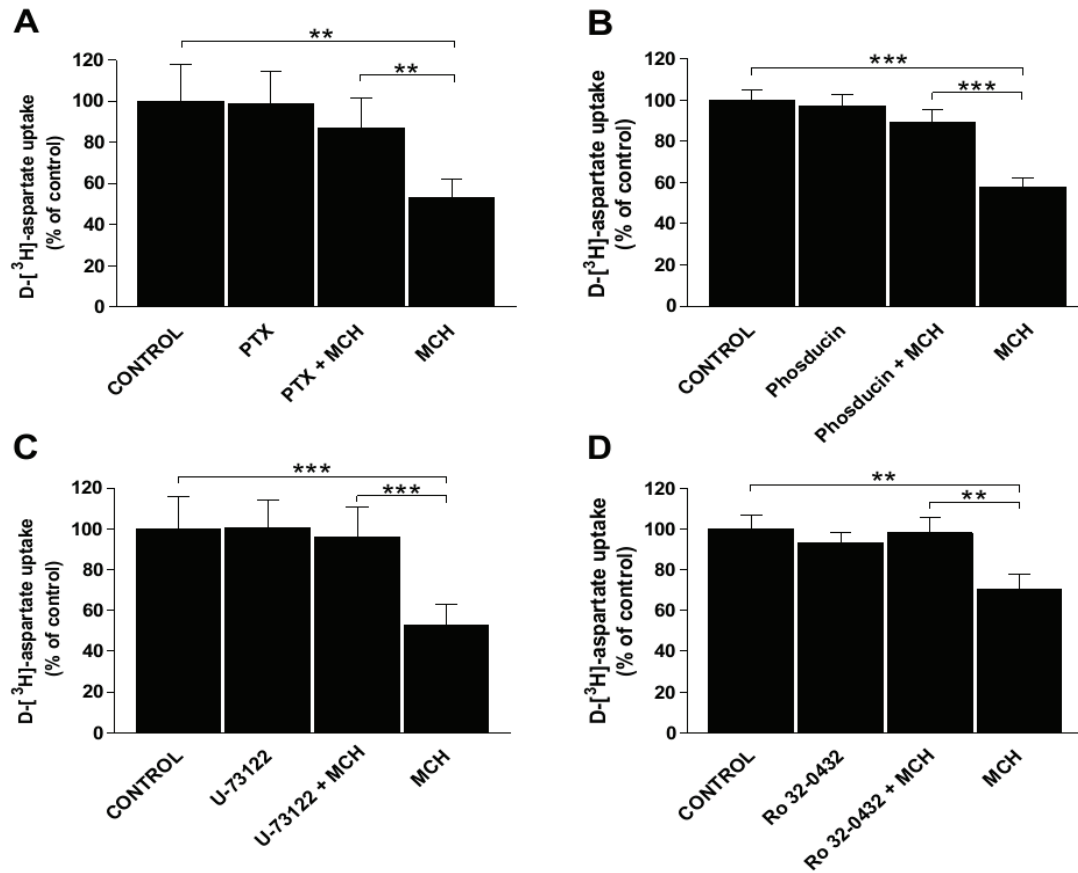 A
**
**
D-[³H]-aspartate uptake
(% of control)
120
100
80
60
40
20
0
CONTROL
PTX
PTX + MCH
MCH
B
***
***
D-[³H]-aspartate uptake
(% of control)
120
100
80
60
40
20
0
CONTROL
Phosducin
Phosducin + MCH
MCH
C
***
***
D-[³H]-aspartate uptake
(% of control)
120
100
80
60
40
20
0
CONTROL
U-73122
U-73122 + MCH
MCH
D
**
**
D-[³H]-aspartate uptake
(% of control)
120
100
80
60
40
20
0
CONTROL
Ro 32-0432
Ro 32-0432 + MCH
MCH